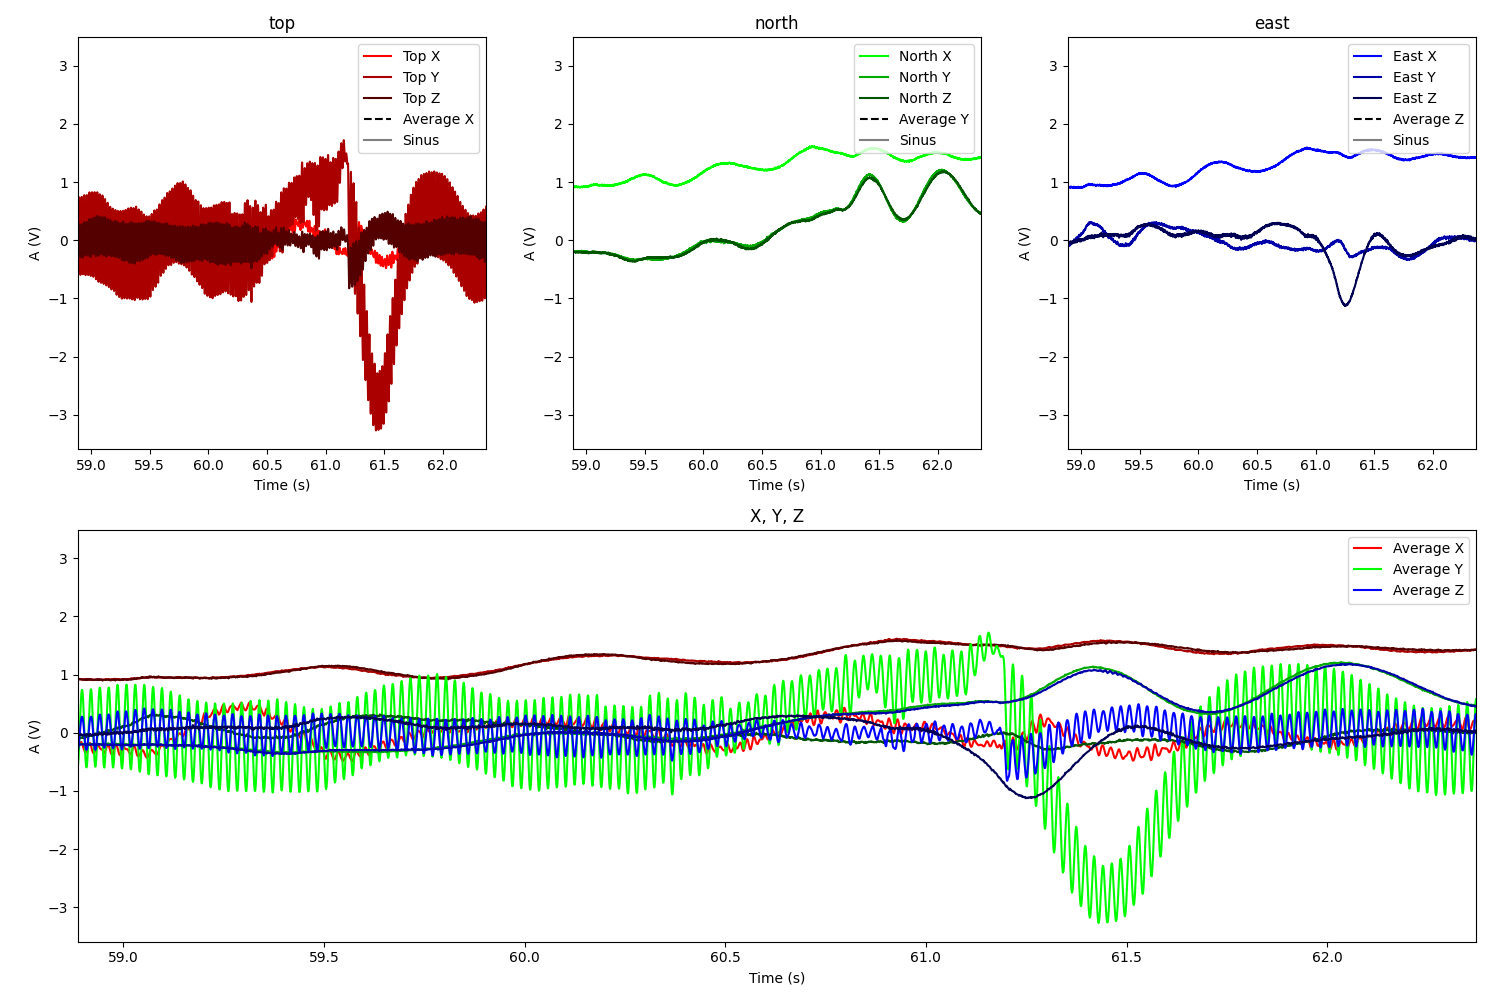 top
north
east
A (V)
3
2
1
0
−1
−2
−3
Top X
Top Y
Top Z
Average X
Sinus
59.0 59.5 60.0 60.5 61.0 61.5 62.0
Time (s)
A (V)
3
2
1
0
−1
−2
−3
North X
North Y
North Z
Average Y
Sinus
59.0 59.5 60.0 60.5 61.0 61.5 62.0
Time (s)
A (V)
3
2
1
0
−1
−2
−3
East X
East Y
East Z
Average Z
Sinus
59.0 59.5 60.0 60.5 61.0 61.5 62.0
Time (s)
X, Y, Z
A (V)
3
2
1
0
−1
−2
−3
Average X
Average Y
Average Z
59.0 59.5 60.0 60.5 61.0 61.5 62.0
Time (s)